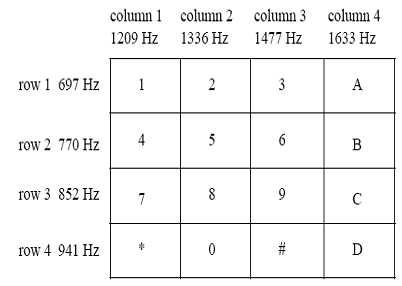 column 1 column 2 column 3 column 4
1209 Hz 1336 Hz 1477 Hz 1633 Hz
row 1 697 Hz 1 2 3 A
row 2 770 Hz 4 5 6 B
row 3 852 Hz 7 8 9 C
row 4 941 Hz * 0 # D